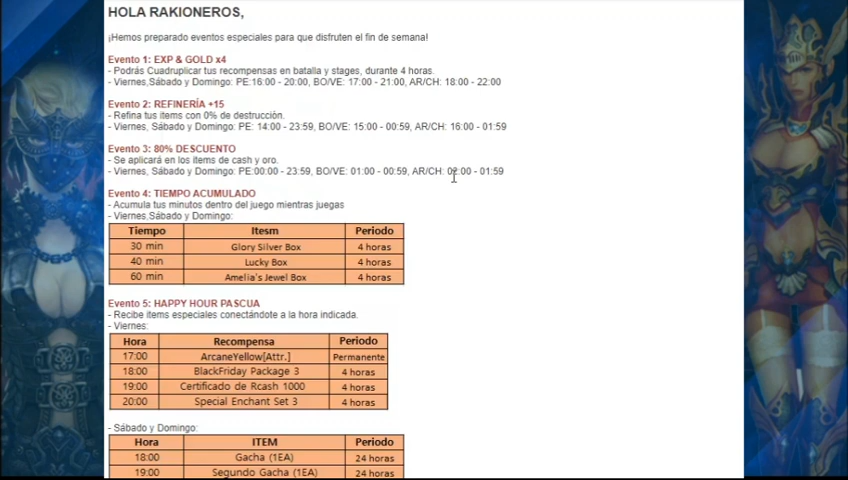 HOLA RAKIONEROS,
¡Hemos preparado eventos especiales para que disfruten el fin de semana!
Evento 1: EXP & GOLD x4
- Podrás Cuadruplicar tus recompensas en batalla y stages, durante 4 horas.
- Viernes,Sábado y Domingo: PE:16:00 - 20:00, BO/VE: 17:00 - 21:00, AR/CH: 18:00 - 22:00
Evento 2: REFINERÍA +15
- Refina tus items con 0% de destrucción.
- Viernes, Sábado y Domingo: PE: 14:00 - 23:59, BO/VE: 15:00 - 00:59, AR/CH: 16:00 - 01:59
Evento 3: 80% DESCUENTO
- Se aplicará en los items de cash y oro.
- Viernes, Sábado y Domingo: PE:00:00 - 23:59, BO/VE: 01:00 - 00:59, AR/CH: 02:00 - 01:59
Evento 4: TIEMPO ACUMULADO
- Acumula tus minutos dentro del juego mientras juegas
- Viernes,Sábado y Domingo:
Tiempo Itesm Periodo
30 min Glory Silver Box 4 horas
40 min Lucky Box 4 horas
60 min Amelia's Jewel Box 4 horas
Evento 5: HAPPY HOUR PASCUA
- Recibe items especiales conectándote a la hora indicada.
- Viernes:
Hora Recompensa Periodo
17:00 ArcaneYellow[Attr.] Permanente
18:00 BlackFriday Package 3 4 horas
19:00 Certificado de Rcash 1000 4 horas
20:00 Special Enchant Set 3 4 horas
- Sábado y Domingo:
Hora ITEM Periodo
18:00 Gacha (1EA) 24 horas
19:00 Segundo Gacha (1EA) 24 horas